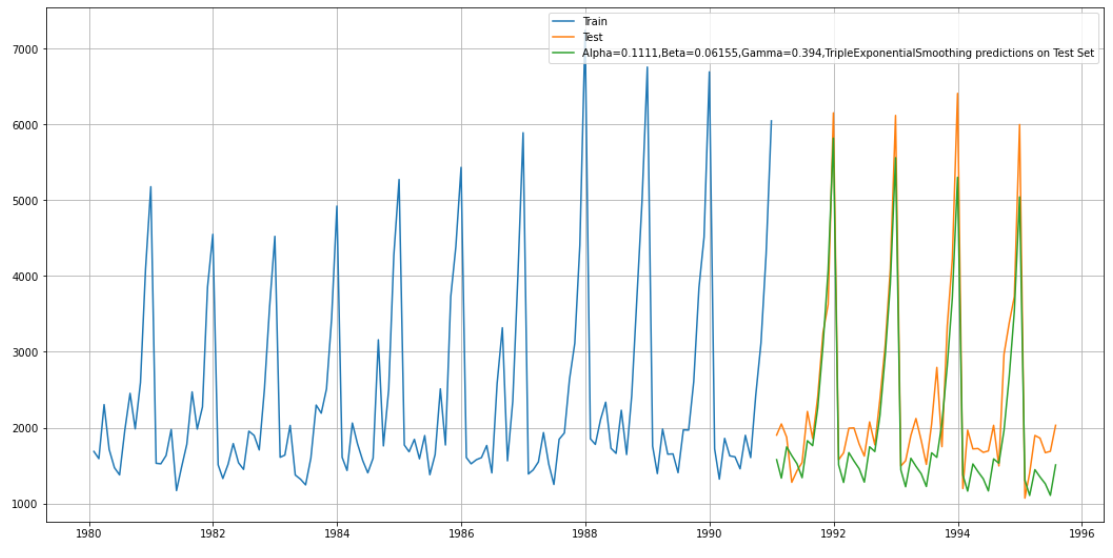 Train
Test
Alpha=0.1111,Beta=0.06155,Gamma=0.394,TripleExponentialSmoothing predictions on Test Set
7000
6000
5000
4000
3000
2000
1000
1980 1982 1984 1986 1988 1990 1992 1994 1996